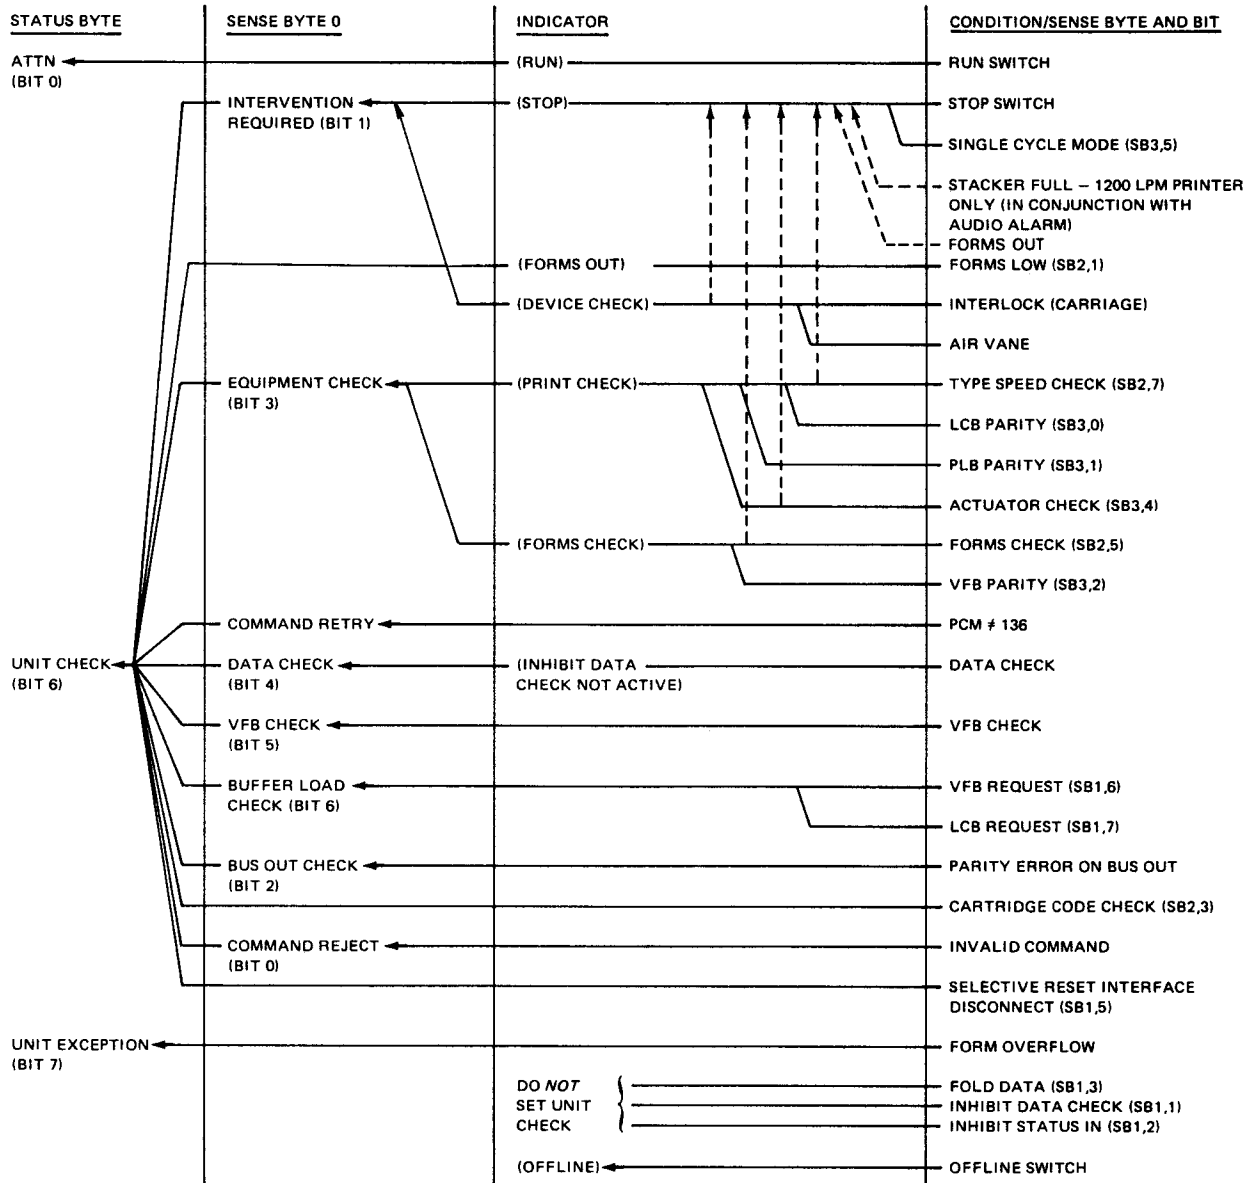 STATUS BYTE
SENSE BYTE 0
INDICATOR
CONDITION/SENSE BYTE AND BIT
ATTN
(BIT 0)
(RUN)
RUN SWITCH
INTERVENTION
REQUIRED (BIT 1)
(STOP)
STOP SWITCH
SINGLE CYCLE MODE (SB3,5)
STACKER FULL – 1200 LPM PRINTER
ONLY (IN CONJUNCTION WITH
AUDIO ALARM)
FORMS OUT
(FORMS OUT)
FORMS LOW (SB2,1)
(DEVICE CHECK)
INTERLOCK (CARRIAGE)
AIR VANE
EQUIPMENT CHECK
(BIT 3)
(PRINT CHECK)
TYPE SPEED CHECK (SB2,7)
LCB PARITY (SB3,0)
PLB PARITY (SB3,1)
ACTUATOR CHECK (SB3,4)
(FORMS CHECK)
FORMS CHECK (SB2,5)
VFB PARITY (SB3,2)
COMMAND RETRY
PCM ≠ 136
UNIT CHECK
(BIT 6)
DATA CHECK
(BIT 4)
(INHIBIT DATA
CHECK NOT ACTIVE)
DATA CHECK
VFB CHECK
(BIT 5)
VFB CHECK
BUFFER LOAD
CHECK (BIT 6)
VFB REQUEST (SB1,6)
LCB REQUEST (SB1,7)
BUS OUT CHECK
(BIT 2)
PARITY ERROR ON BUS OUT
CARTRIDGE CODE CHECK (SB2,3)
COMMAND REJECT
(BIT 0)
INVALID COMMAND
SELECTIVE RESET INTERFACE
DISCONNECT (SB1,5)
UNIT EXCEPTION
(BIT 7)
FORM OVERFLOW
DO NOT
SET UNIT
CHECK
FOLD DATA (SB1,3)
INHIBIT DATA CHECK (SB1,1)
INHIBIT STATUS IN (SB1,2)
(OFFLINE)
OFFLINE SWITCH